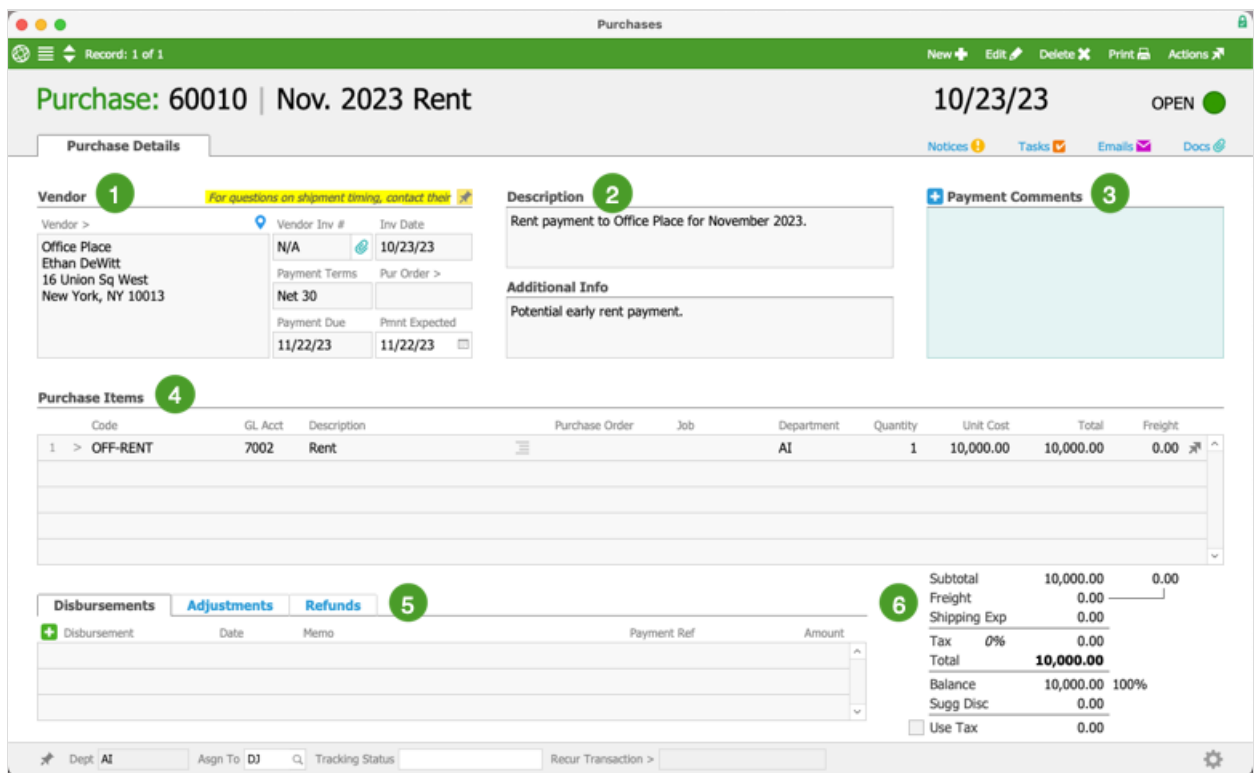 Purchases
Record: 1 of 1
New Edit Delete Print Actions
Purchase: 60010 | Nov. 2023 Rent 10/23/23 OPEN
Purchase Details Notices Tasks Emails Docs
Vendor 1 For questions on shipment timing, contact their Description 2 Payment Comments 3
Vendor > Vendor Inv # Inv Date
Office Place
Ethan DeWitt
16 Union Sq West
New York, NY 10013
N/A 10/23/23
Payment Terms Pur Order >
Net 30
Payment Due Pmnt Expected
11/22/23 11/22/23
Rent payment to Office Place for November 2023.
Additional Info
Potential early rent payment.
Purchase Items 4
Code GL Acct Description Purchase Order Job Department Quantity Unit Cost Total Freight
1 > OFF-RENT 7002 Rent AI 1 10,000.00 10,000.00 0.00
Disbursements Adjustments Refunds 5
Disbursement Date Memo Payment Ref Amount
6
Subtotal 10,000.00 0.00
Freight 0.00
Shipping Exp 0.00
Tax 0% 0.00
Total 10,000.00
Balance 10,000.00 100%
Sugg Disc 0.00
Use Tax 0.00
Dept AI Asgn To DJ Tracking Status Recur Transaction >